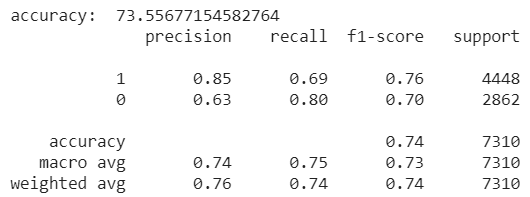 accuracy:  73.55677154582764
              precision    recall  f1-score   support

           1       0.85      0.69      0.76      4448
           0       0.63      0.80      0.70      2862

    accuracy                           0.74      7310
   macro avg       0.74      0.75      0.73      7310
weighted avg       0.76      0.74      0.74      7310